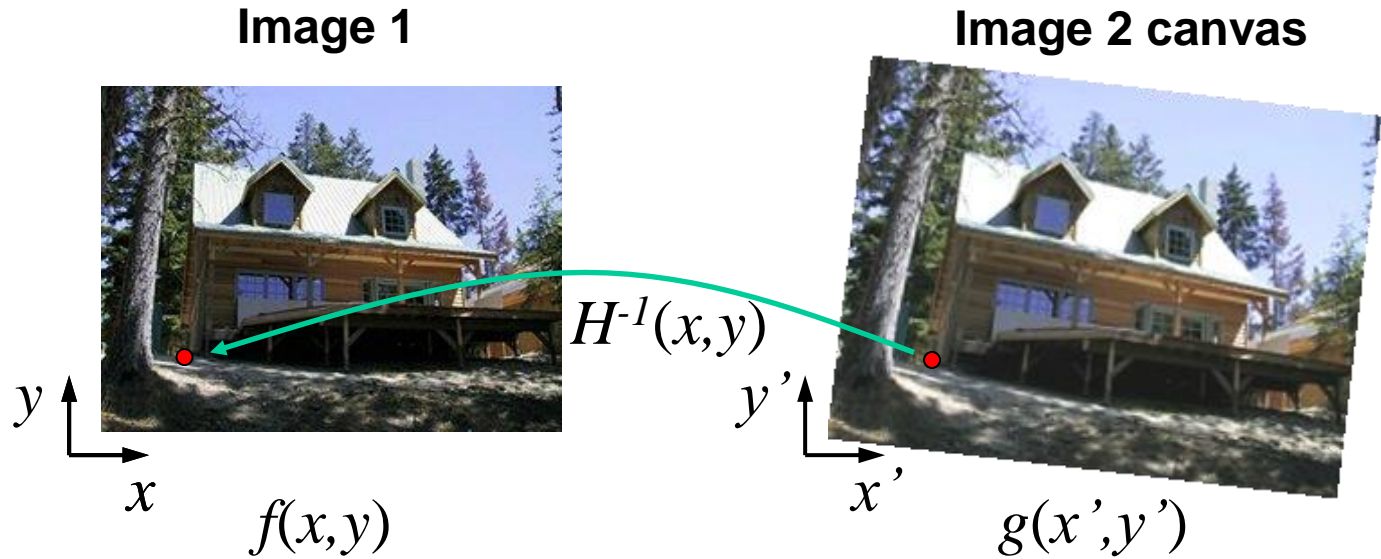 Image 1
Image 2 canvas
H⁻¹(x,y)
y
x
y’
x’
f(x,y)
g(x’,y’)